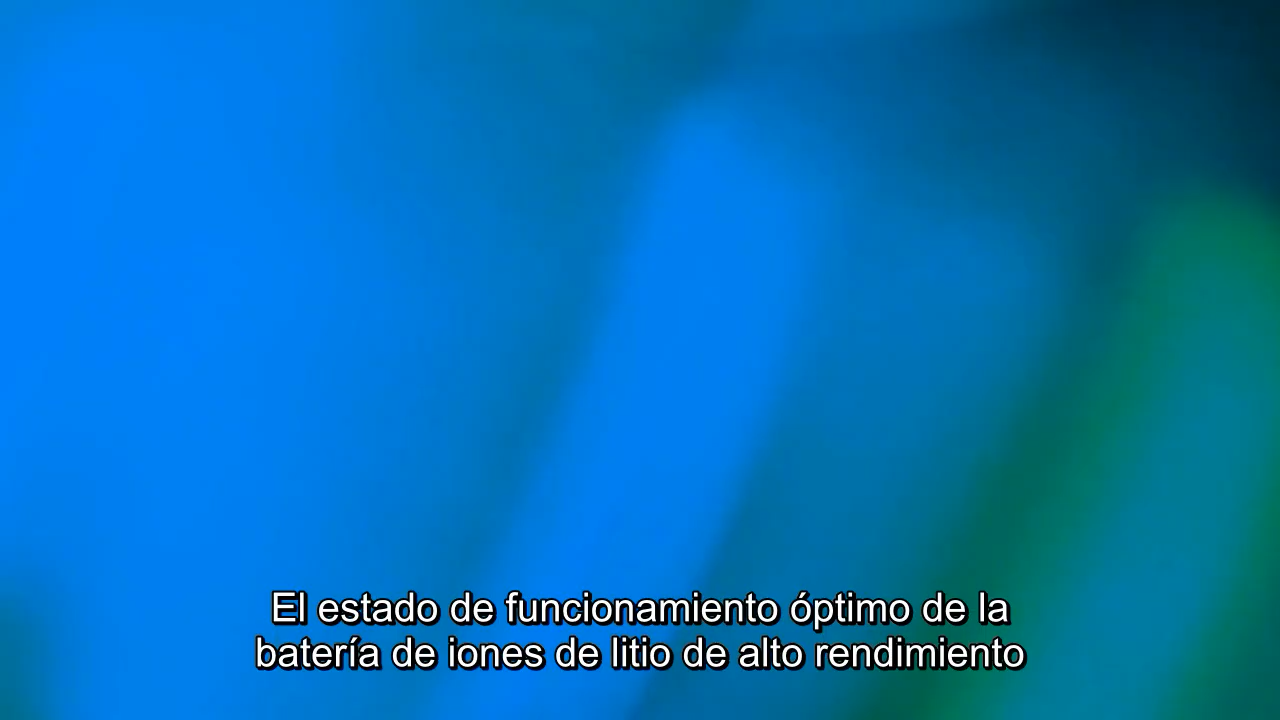 El estado de funcionamiento óptimo de la
batería de iones de litio de alto rendimiento